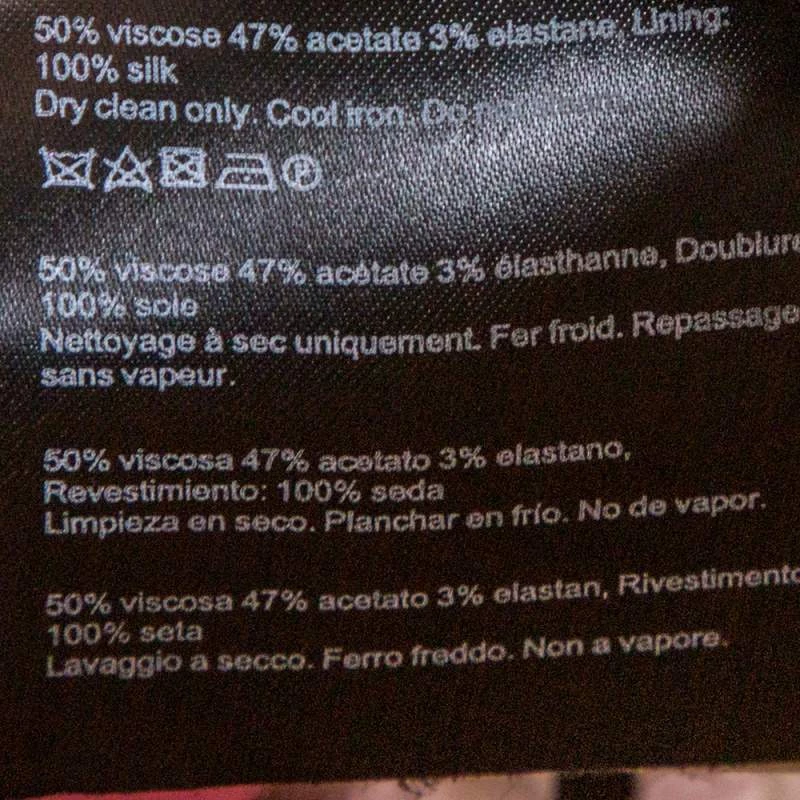 50% viscose 47% acetate 3% elastane, Lining:
100% silk
Dry clean only. Cool iron. Do not
50% viscose 47% acétate 3% élasthanne, Doublure
100% soie
Nettoyage à sec uniquement. Fer froid. Repassage
sans vapeur.
50% viscosa 47% acetato 3% elastano,
Revestimiento: 100% seda
Limpieza en seco. Planchar en frío. No de vapor.
50% viscosa 47% acetato 3% elastan, Rivestimento
100% seta
Lavaggio a secco. Ferro freddo. Non a vapore.